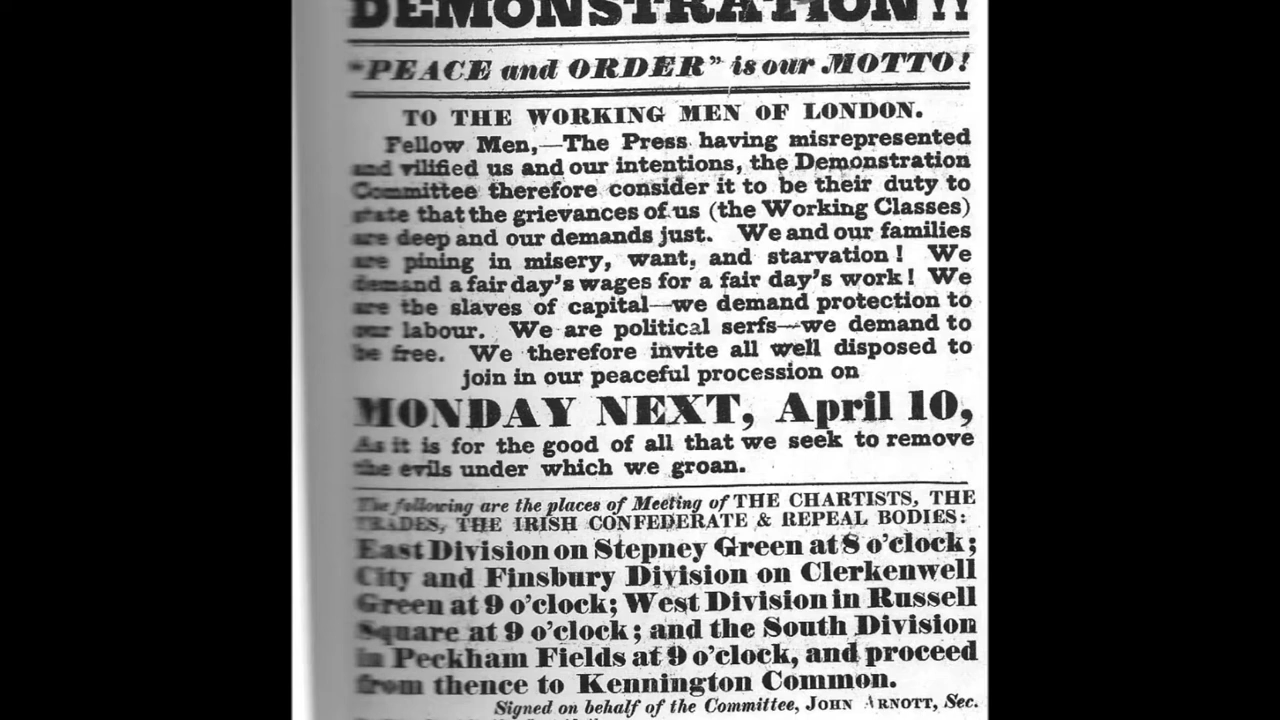 DEMONSTRATION!!
"PEACE and ORDER" is our MOTTO!
TO THE WORKING MEN OF LONDON.
Fellow Men,—The Press having misrepresented
and vilified us and our intentions, the Demonstration
Committee therefore consider it to be their duty to
state that the grievances of us (the Working Classes)
are deep and our demands just. We and our families
are pining in misery, want, and starvation! We
demand a fair day's wages for a fair day's work! We
are the slaves of capital—we demand protection to
our labour. We are political serfs—we demand to
be free. We therefore invite all well disposed to
join in our peaceful procession on
MONDAY NEXT, April 10,
As it is for the good of all that we seek to remove
the evils under which we groan.
The following are the places of Meeting of THE CHARTISTS, THE
TRADES, THE IRISH CONFEDERATE & REPEAL BODIES:
East Division on Stepney Green at 8 o'clock;
City and Finsbury Division on Clerkenwell
Green at 9 o'clock; West Division in Russell
Square at 9 o'clock; and the South Division
in Peckham Fields at 9 o'clock, and proceed
from thence to Kennington Common.
Signed on behalf of the Committee, JOHN ARNOTT, Sec.